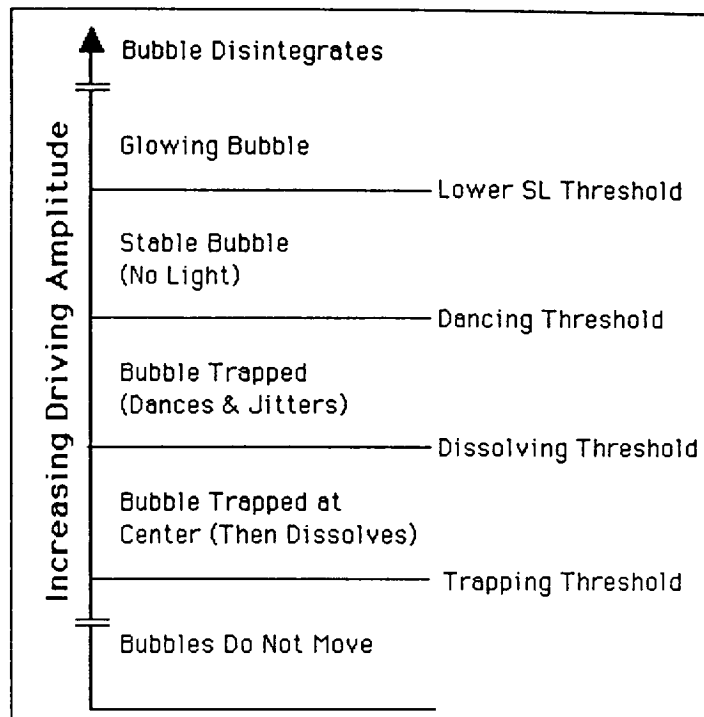 Bubble Disintegrates
Glowing Bubble
Lower SL Threshold
Stable Bubble
(No Light)
Dancing Threshold
Bubble Trapped
(Dances & Jitters)
Dissolving Threshold
Bubble Trapped at
Center (Then Dissolves)
Trapping Threshold
Bubbles Do Not Move
Increasing Driving Amplitude